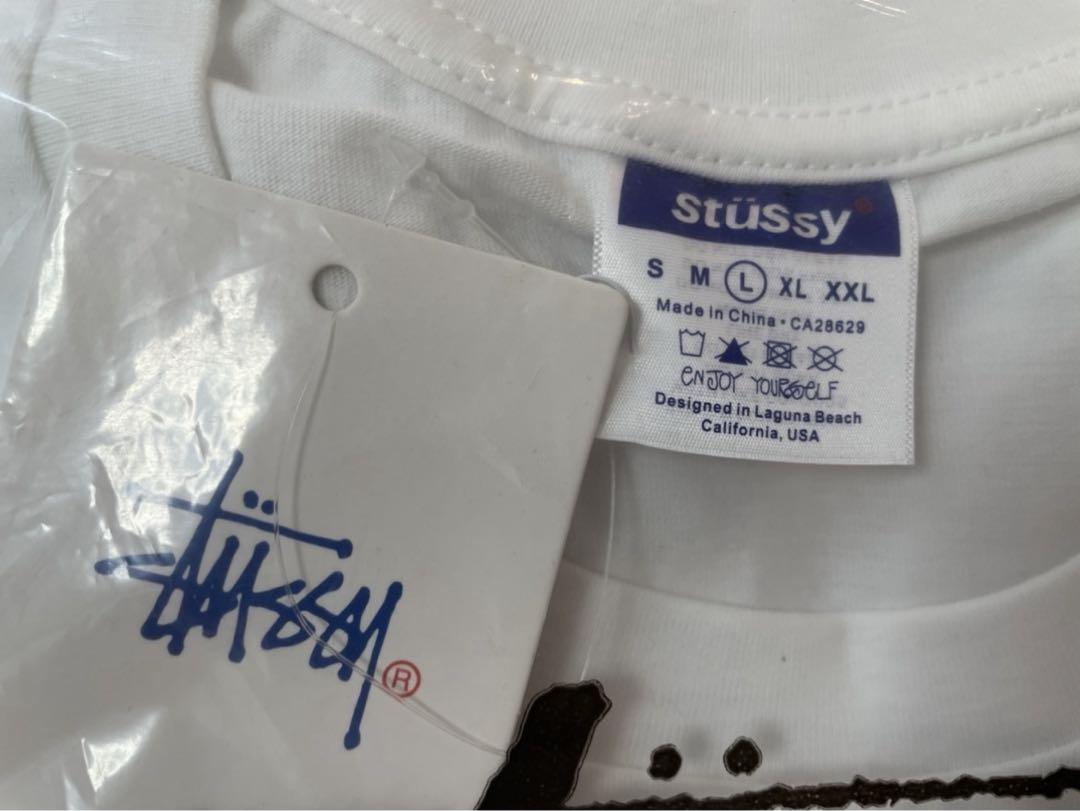 stüssy®
S M L XL XXL
Made in China • CA28629
ENJOY YOURSELF
Designed in Laguna Beach
California, USA
Stüssy
®